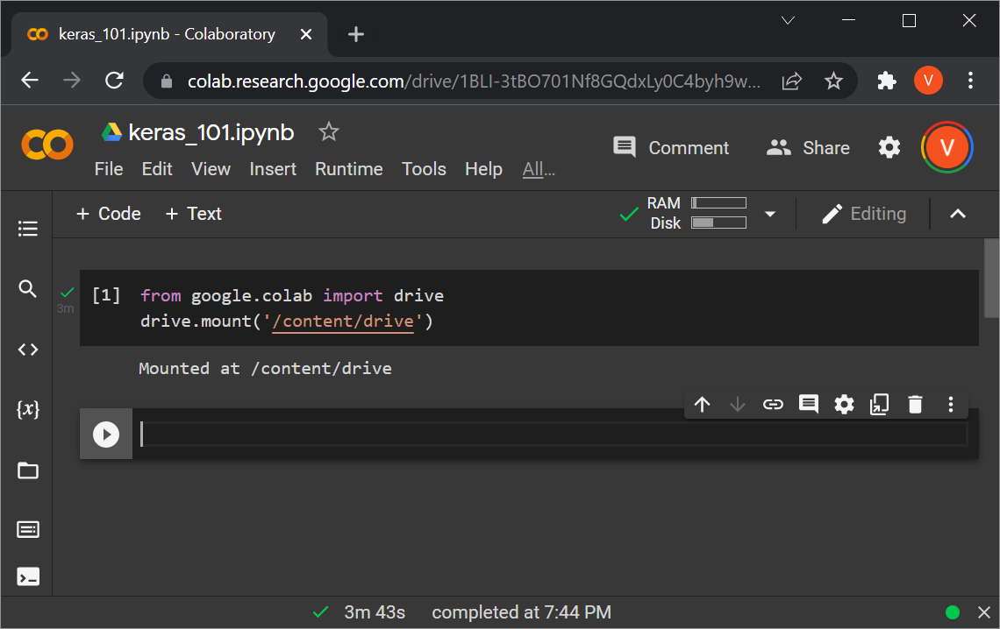 keras_101.ipynb - Colaboratory
colab.research.google.com/drive/1BLI-3tBO701Nf8GQdxLy0C4byh9w...
V
keras_101.ipynb
File Edit View Insert Runtime Tools Help All...
Comment
Share
V
+ Code + Text
RAM
Disk
Editing
3m
[1] from google.colab import drive
drive.mount('/content/drive')
Mounted at /content/drive
{x}
3m 43s completed at 7:44 PM